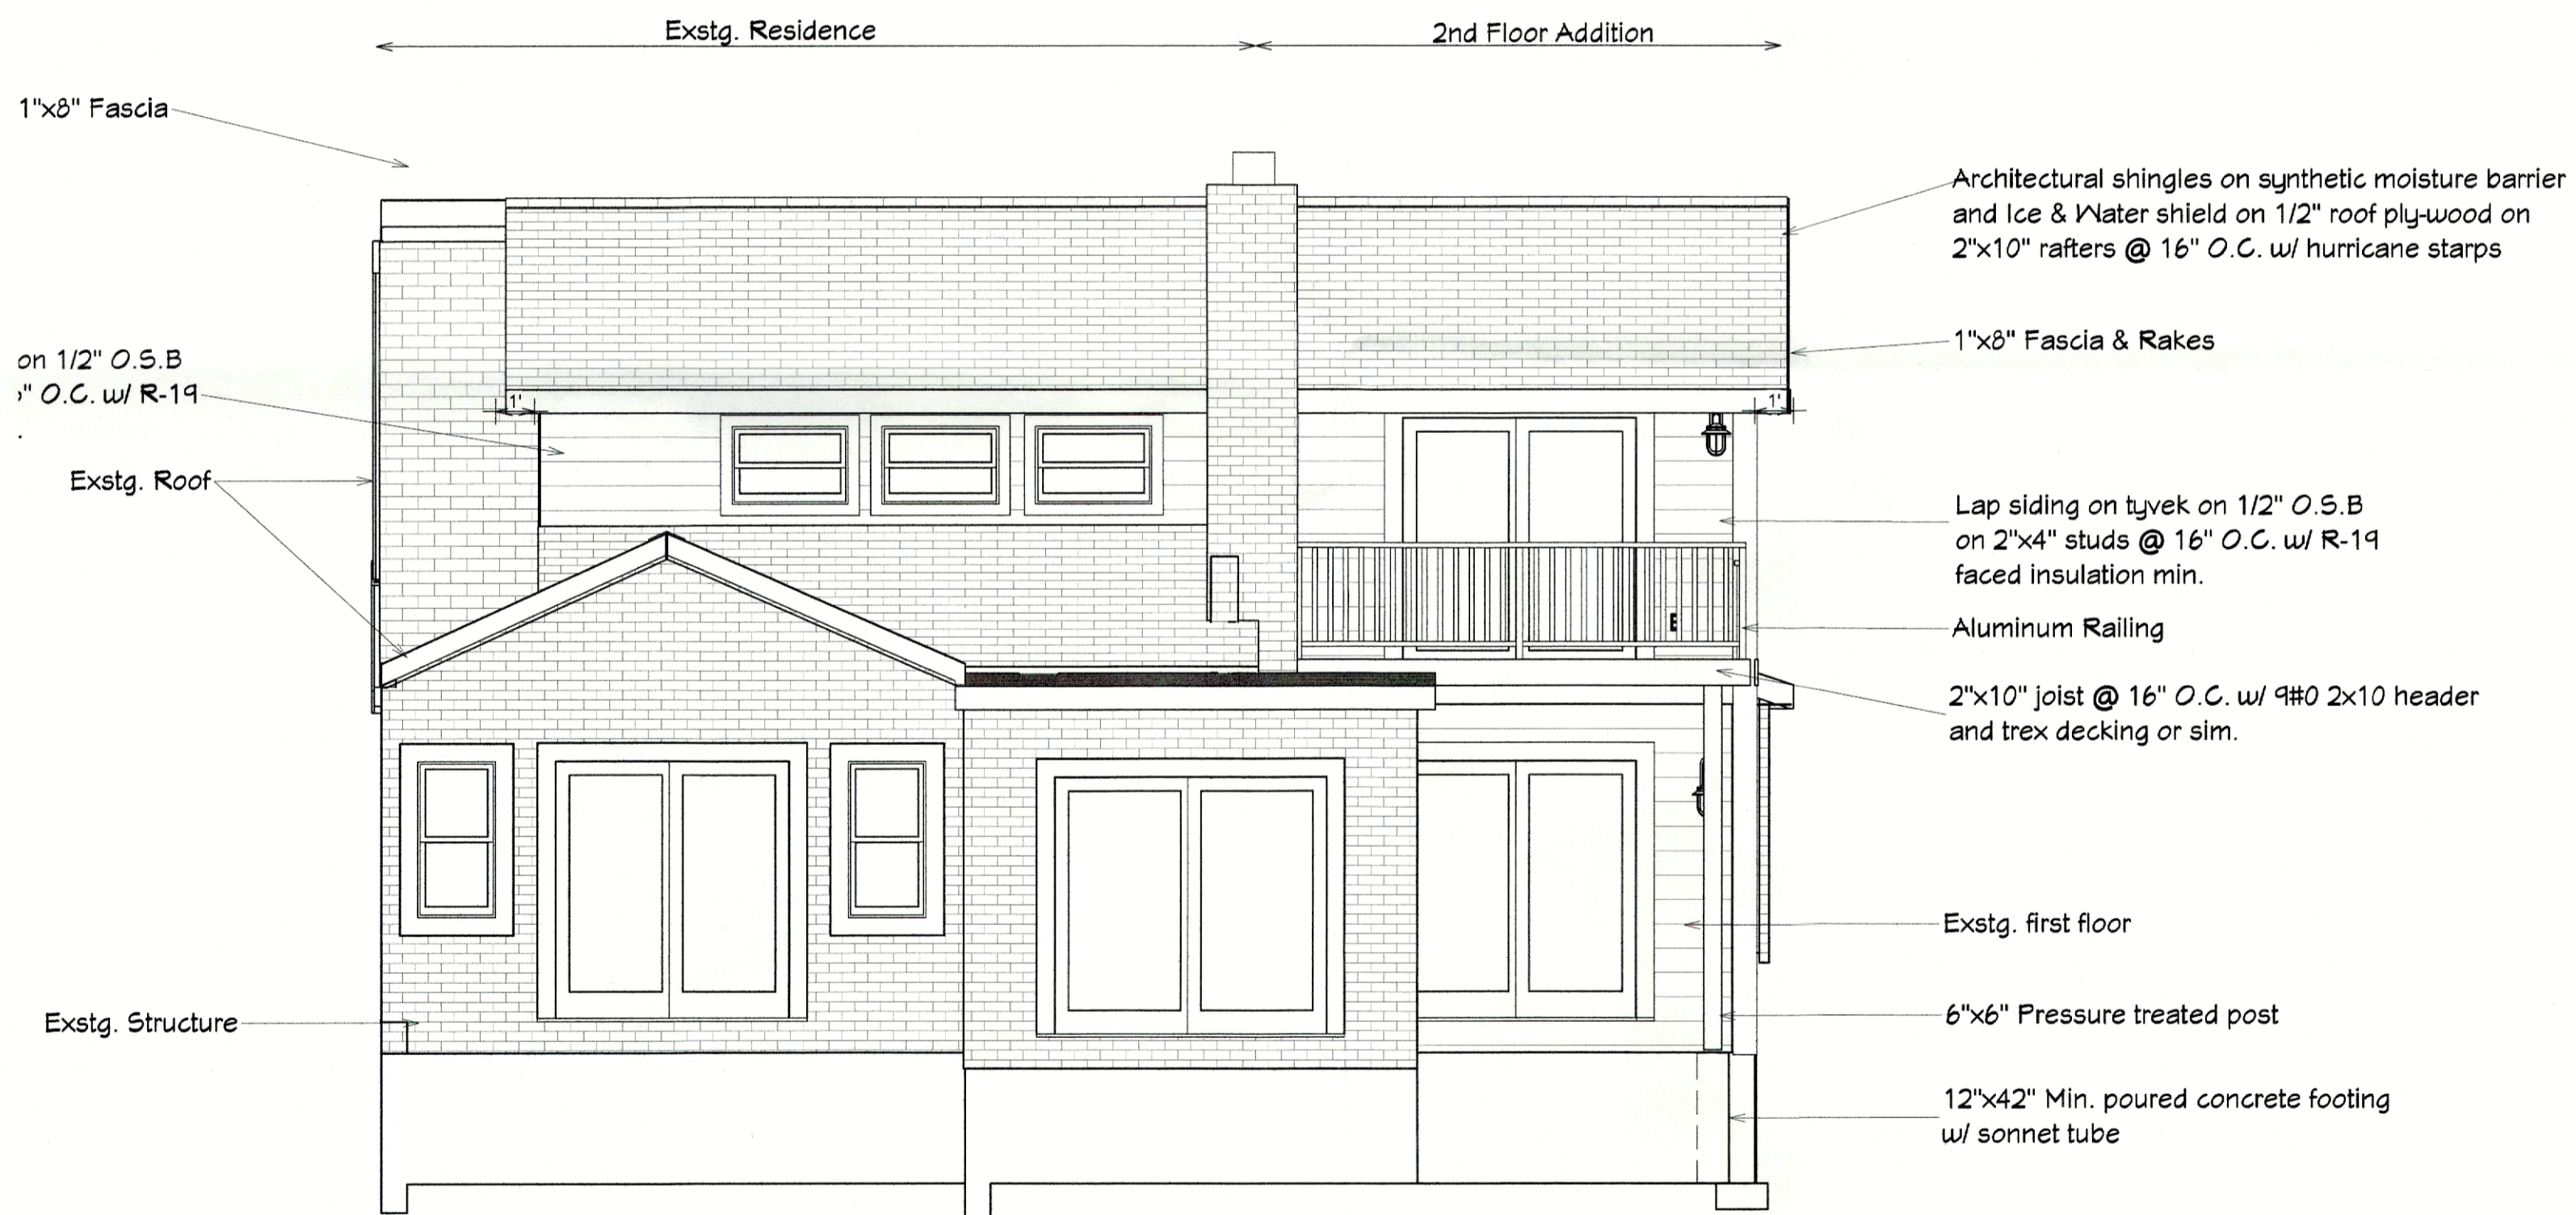 Exstg. Residence
2nd Floor Addition
1"x8" Fascia
on 1/2" O.S.B
" O.C. w/ R-19
.
Exstg. Roof
Exstg. Structure
1'
1'
Architectural shingles on synthetic moisture barrier
and Ice & Water shield on 1/2" roof ply-wood on
2"x10" rafters @ 16" O.C. w/ hurricane starps
1"x8" Fascia & Rakes
Lap siding on tyvek on 1/2" O.S.B
on 2"x4" studs @ 16" O.C. w/ R-19
faced insulation min.
Aluminum Railing
2"x10" joist @ 16" O.C. w/ 9#0 2x10 header
and trex decking or sim.
Exstg. first floor
6"x6" Pressure treated post
12"x42" Min. poured concrete footing
w/ sonnet tube